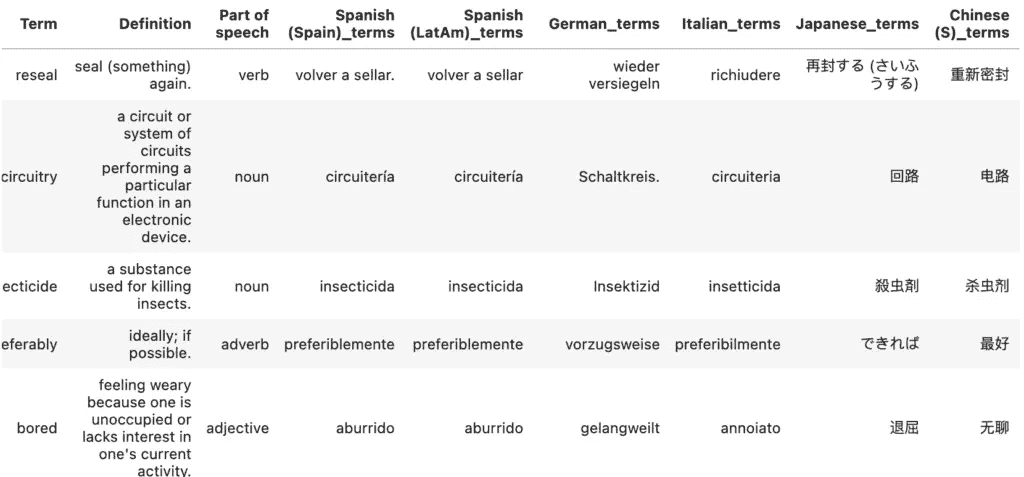 Term Definition Part of speech Spanish (Spain)_terms Spanish (LatAm)_terms German_terms Italian_terms Japanese_terms Chinese (S)_terms
reseal seal (something) again. verb volver a sellar. volver a sellar wieder versiegeln richiudere 再封する (さいふうする) 重新密封
circuitry a circuit or system of circuits performing a particular function in an electronic device. noun circuitería circuitería Schaltkreis. circuiteria 回路 电路
ecticide a substance used for killing insects. noun insecticida insecticida Insektizid insetticida 殺虫剤 杀虫剂
eferably ideally; if possible. adverb preferiblemente preferiblemente vorzugsweise preferibilmente できれば 最好
bored feeling weary because one is unoccupied or lacks interest in one's current activity. adjective aburrido aburrido gelangweilt annoiato 退屈 无聊